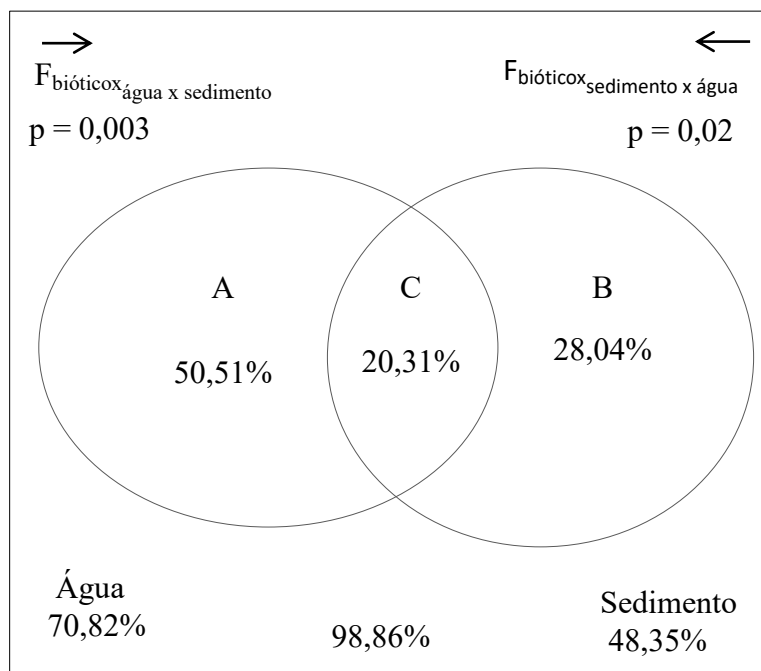 Fbióticoxágua x sedimento
p = 0,003
Fbióticoxsedimento x água
p = 0,02
A
C
B
50,51%
20,31%
28,04%
Água
70,82%
98,86%
Sedimento
48,35%